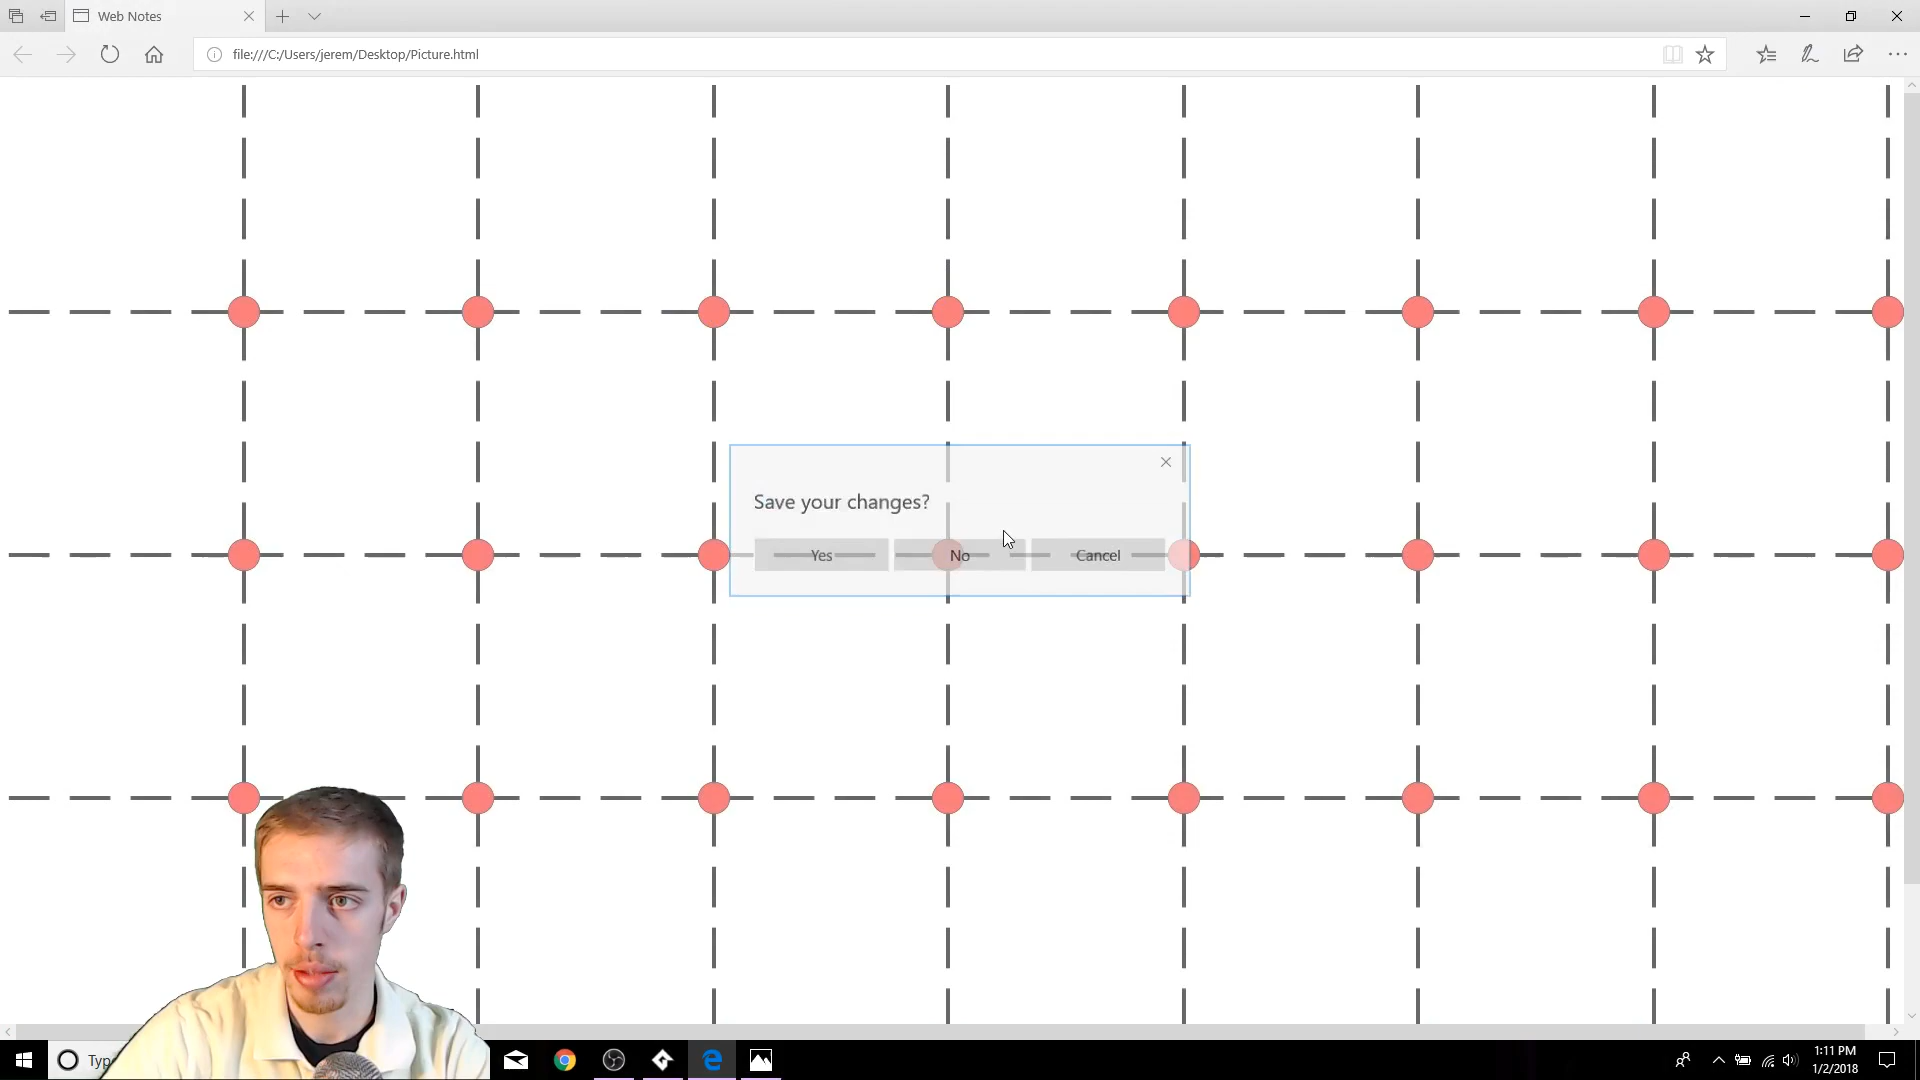 Web Notes
file:///C:/Users/jerem/Desktop/Picture.html
Save your changes?
Yes No Cancel
Typ
1:11 PM
1/2/2018